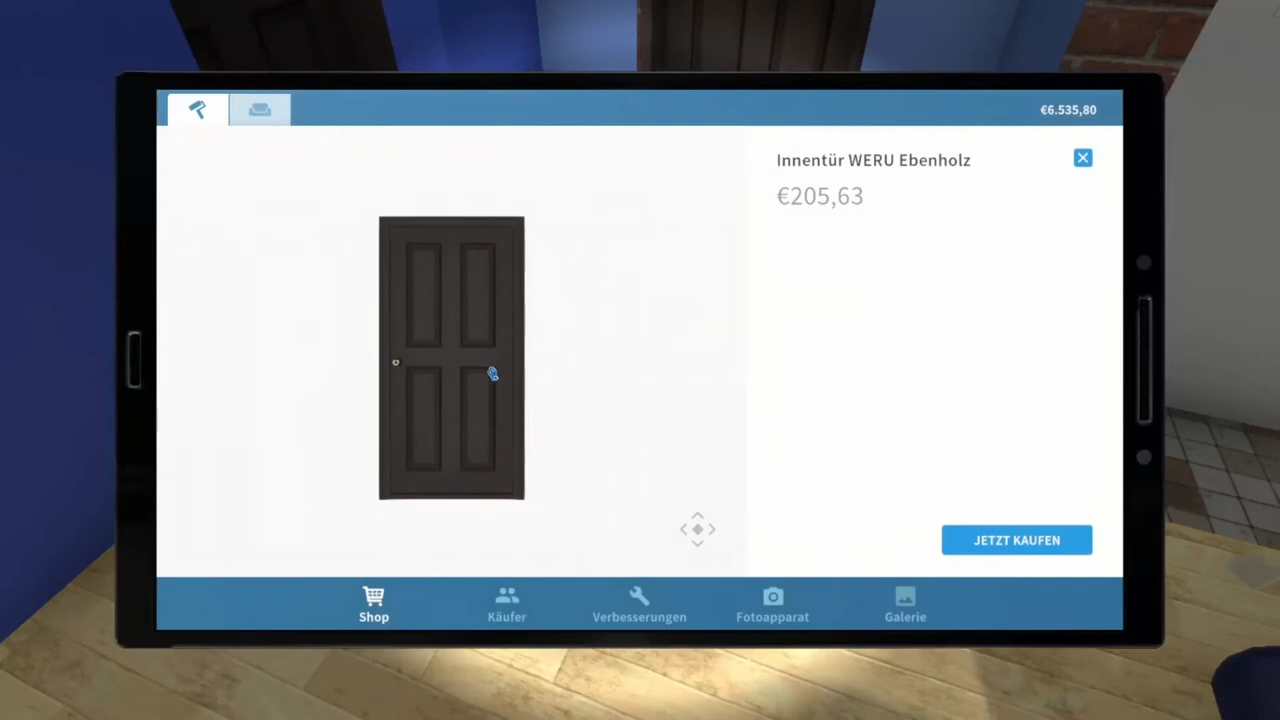 €6.535,80
Innentür WERU Ebenholz
€205,63
JETZT KAUFEN
Shop
Käufer
Verbesserungen
Fotoapparat
Galerie